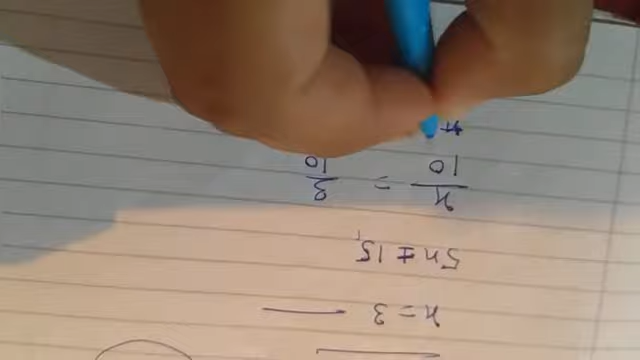 n = 3
5n = 15
n/10 = 3/10